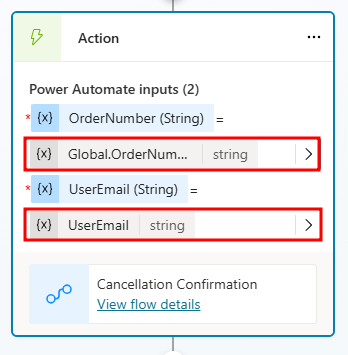 Action
Power Automate inputs (2)
* {x} OrderNumber (String) =
{x} Global.OrderNum... string
* {x} UserEmail (String) =
{x} UserEmail string
Cancellation Confirmation
View flow details